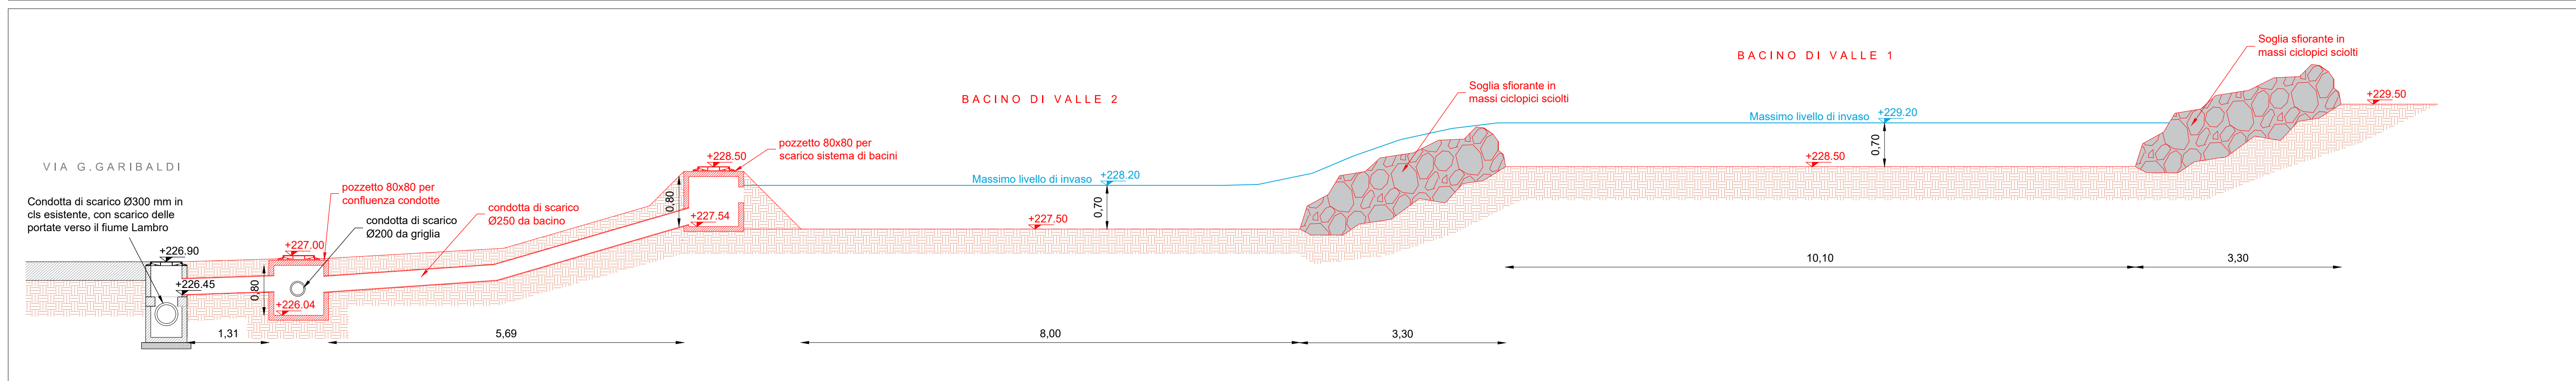 VIA G.GARIBALDI
Condotta di scarico Ø300 mm in
cls esistente, con scarico delle
portate verso il fiume Lambro
+226.90
+226.45
1,31
+227.00
0,80
+226.04
pozzetto 80x80 per
confluenza condotte
condotta di scarico
Ø200 da griglia
condotta di scarico
Ø250 da bacino
5,69
0,80
+228.50
+227.54
pozzetto 80x80 per
scarico sistema di bacini
BACINO DI VALLE 2
Massimo livello di invaso
+228.20
0,70
+227.50
8,00
Soglia sfiorante in
massi ciclopici sciolti
3,30
BACINO DI VALLE 1
Massimo livello di invaso
+229.20
0,70
+228.50
10,10
Soglia sfiorante in
massi ciclopici sciolti
+229.50
3,30